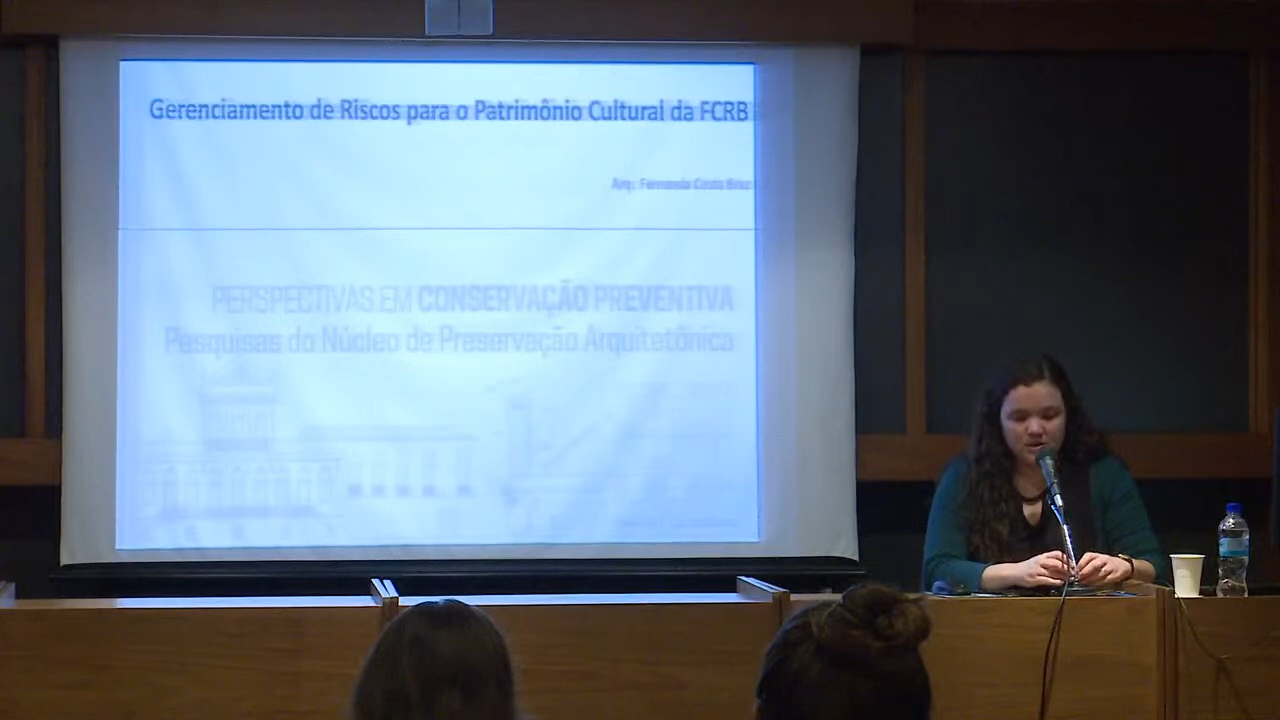 Gerenciamento de Riscos para o Patrimônio Cultural da FCRB
Arq. Fernanda Costa
PERSPECTIVAS EM CONSERVAÇÃO PREVENTIVA
Pesquisas do Núcleo de Preservação Arquitetônica